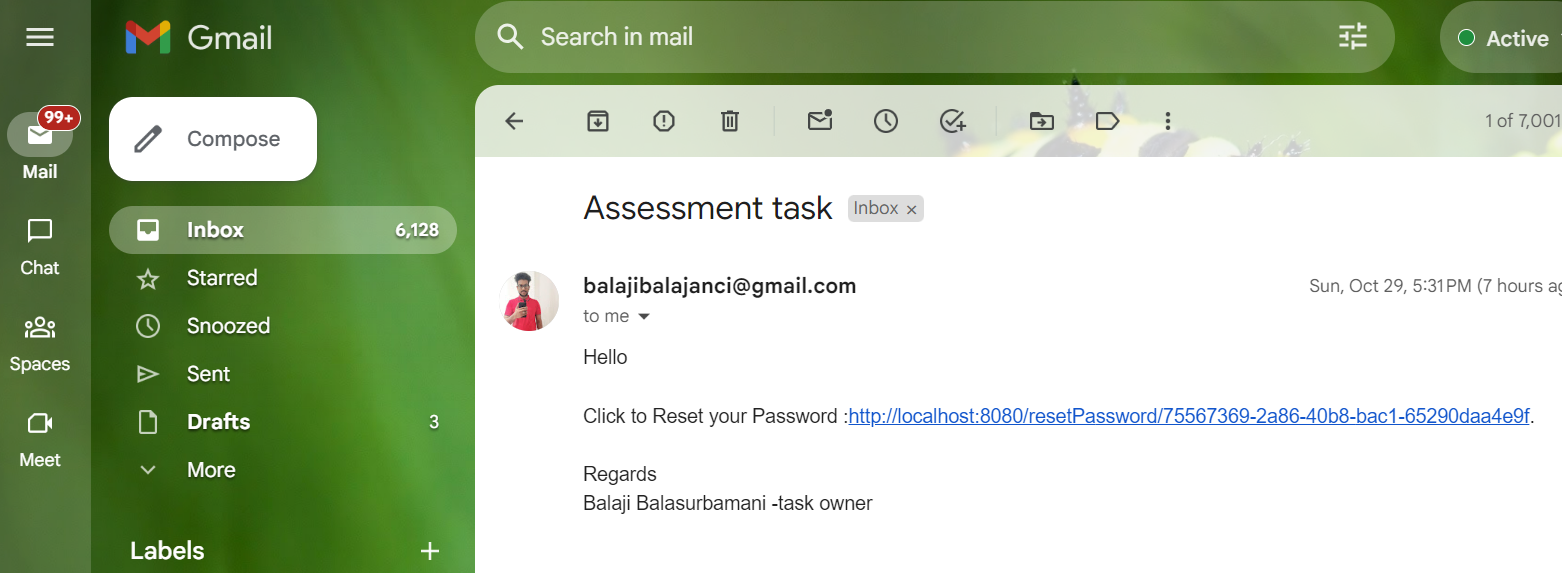 Gmail
Search in mail
Active
99+
Mail
Compose
1 of 7,001
Assessment task Inbox ×
Inbox 6,128
Chat
Starred
balajibalajanci@gmail.com Sun, Oct 29, 5:31 PM (7 hours ag
to me
Snoozed
Spaces
Hello
Sent
Click to Reset your Password :http://localhost:8080/resetPassword/75567369-2a86-40b8-bac1-65290daa4e9f.
Drafts 3
Meet
More
Regards
Balaji Balasurbamani -task owner
Labels +